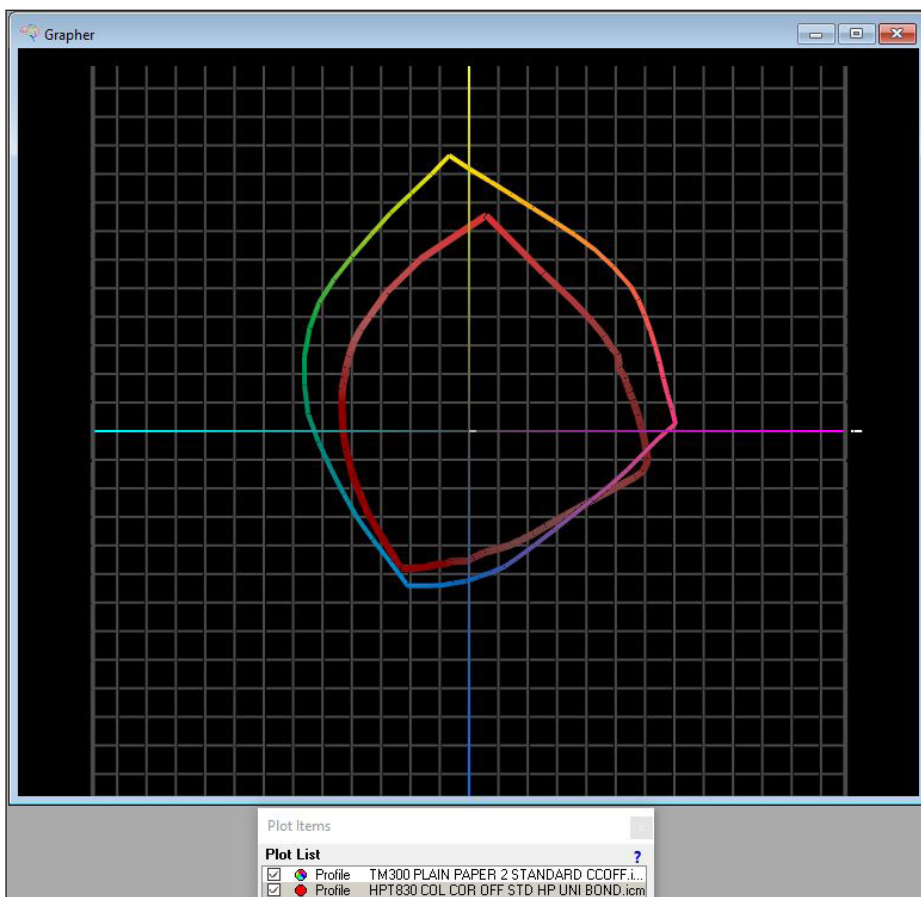 Grapher
Plot Items
Plot List ?
Profile TM300 PLAIN PAPER 2 STANDARD CCOFF.i...
Profile HPT830 COL COR OFF STD HP UNI BOND.icm